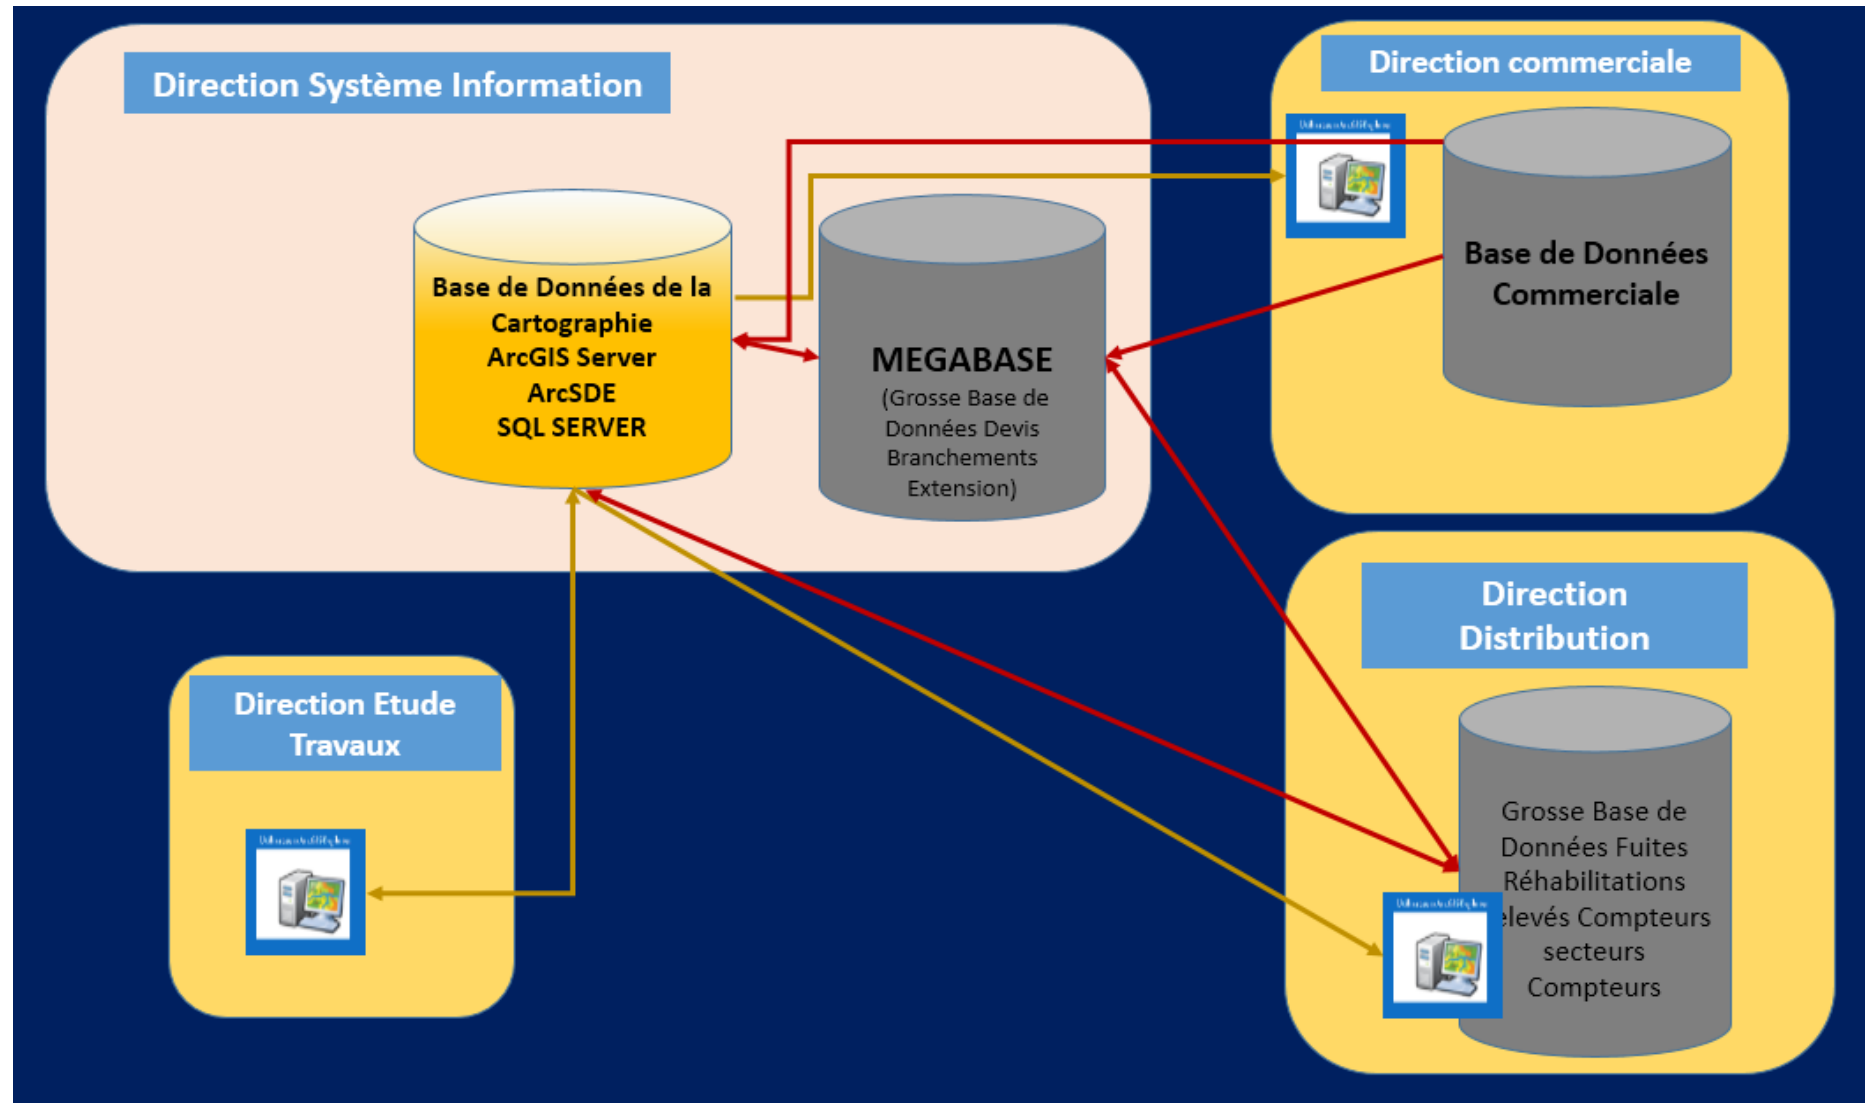 Direction Système Information
Base de Données de la
Cartographie
ArcGIS Server
ArcSDE
SQL SERVER
MEGABASE
(Grosse Base de
Données Devis
Branchements
Extension)
Direction commerciale
Base de Données
Commerciale
Direction Etude
Travaux
Direction
Distribution
Grosse Base de
Données Fuites
Réhabilitations
elevés Compteurs
secteurs
Compteurs